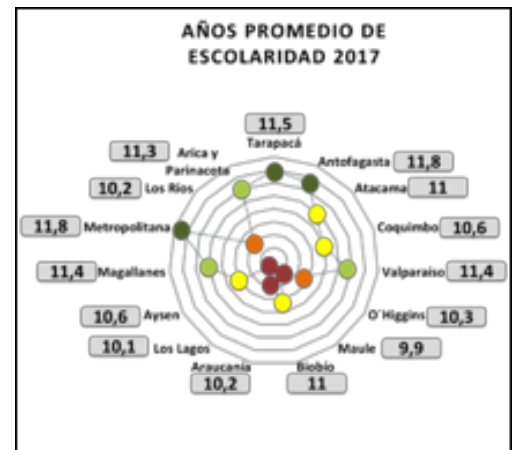 AÑOS PROMEDIO DE
ESCOLARIDAD 2017
11,5
Tarapacá
Antofagasta 11,8
Atacama 11
Coquimbo 10,6
Valparaíso 11,4
O´Higgins 10,3
Maule 9,9
Biobío
11
Araucanía
10,2
10,1 Los Lagos
10,6 Aysen
11,4 Magallanes
11,8 Metropolitana
10,2 Los Ríos
11,3 Arica y
Parinacota